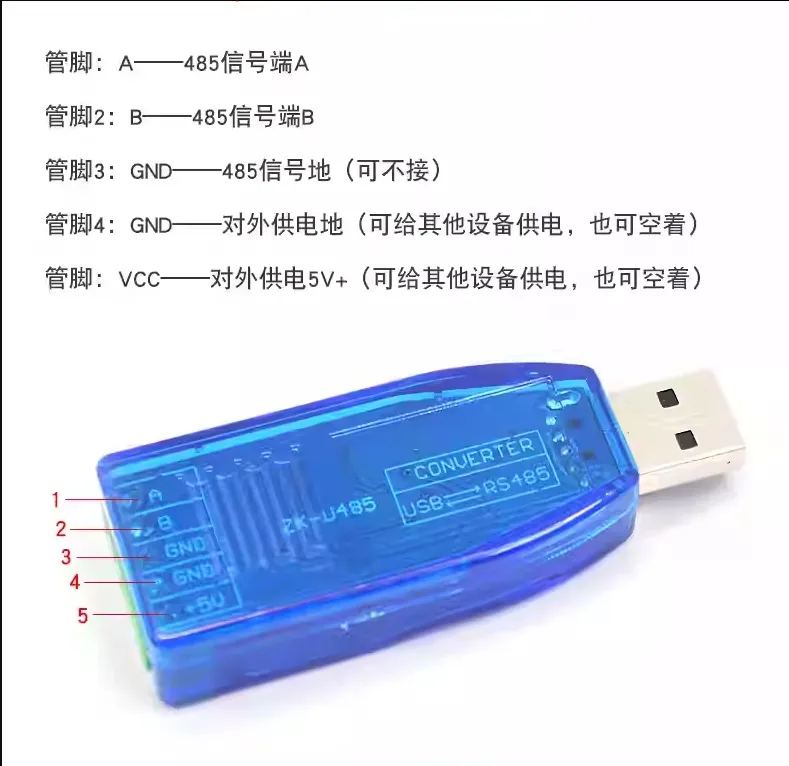 管脚：A——485信号端A
管脚2：B——485信号端B
管脚3：GND——485信号地（可不接）
管脚4：GND——对外供电地（可给其他设备供电，也可空着）
管脚：VCC——对外供电5V+（可给其他设备供电，也可空着）
CONVERTER
USB⟷RS485
ZK-U485
1
A
2
B
3
GND
4
GND
5
+5V